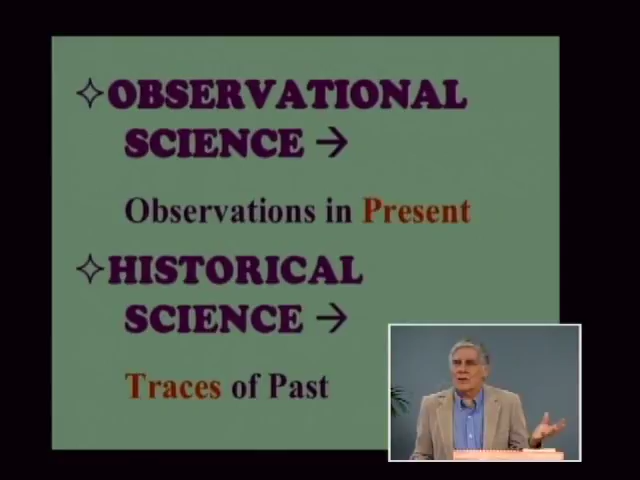 ✧OBSERVATIONAL
SCIENCE →
Observations in Present
✧HISTORICAL
SCIENCE →
Traces of Past